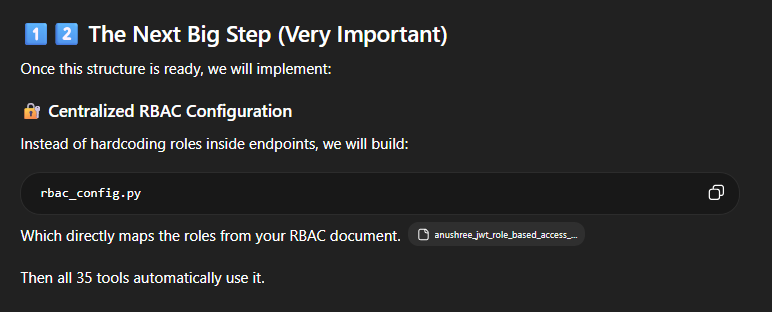 1️⃣ 2️⃣ The Next Big Step (Very Important)
Once this structure is ready, we will implement:
🔐 Centralized RBAC Configuration
Instead of hardcoding roles inside endpoints, we will build:
rbac_config.py
Which directly maps the roles from your RBAC document. anushree_jwt_role_based_access_...
Then all 35 tools automatically use it.